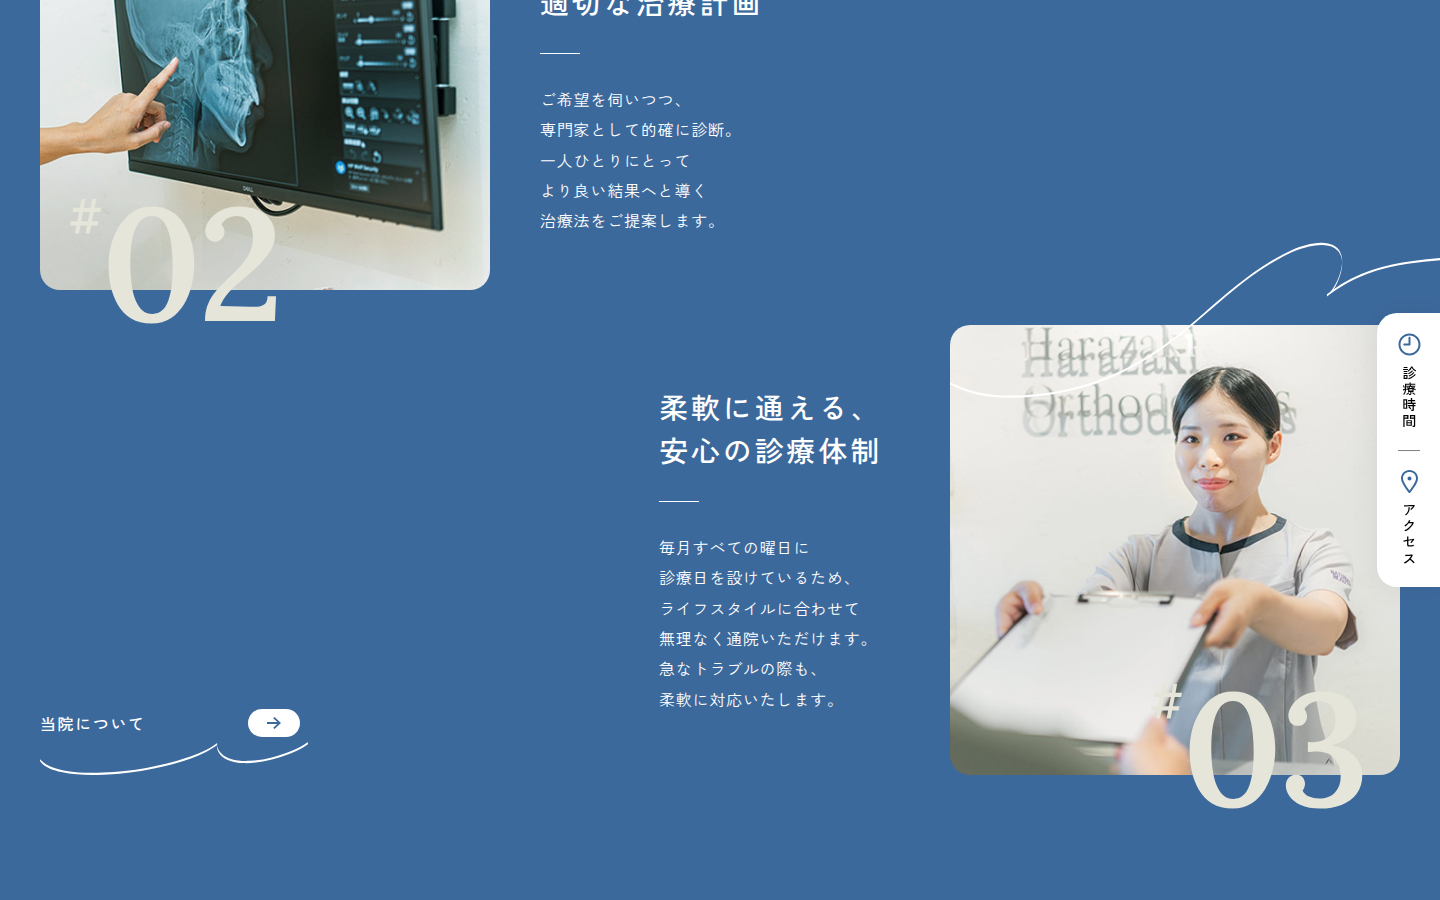 適切な治療計画
ご希望を伺いつつ、
専門家として的確に診断。
一人ひとりにとって
より良い結果へと導く
治療法をご提案します。
#02
DELL
柔軟に通える、
安心の診療体制
毎月すべての曜日に
診療日を設けているため、
ライフスタイルに合わせて
無理なく通院いただけます。
急なトラブルの際も、
柔軟に対応いたします。
Harazaki
#03
診療時間
アクセス
当院について